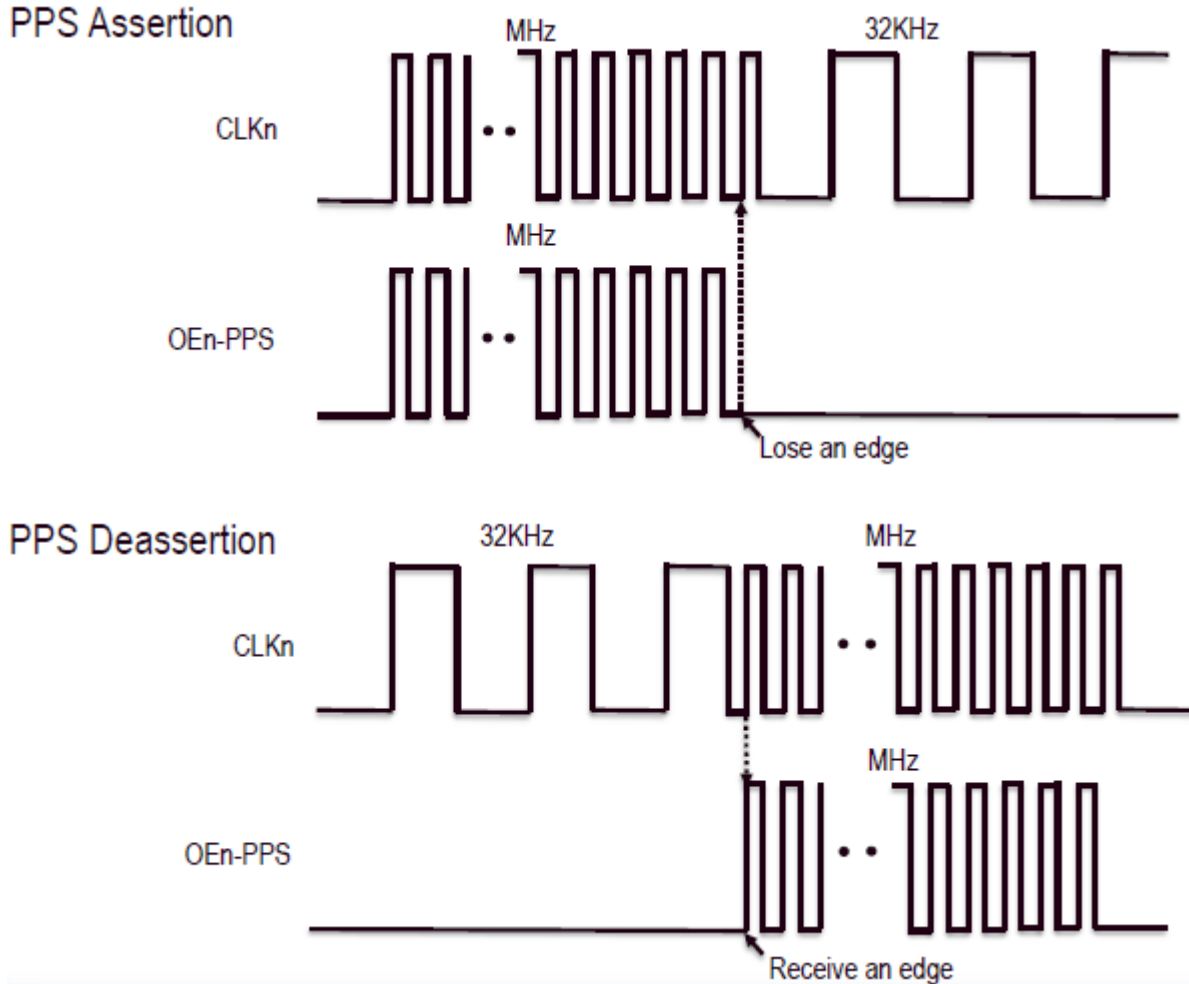 PPS Assertion
MHz
32KHz
CLKn
MHz
OEn-PPS
Lose an edge
PPS Deassertion
32KHz
MHz
CLKn
MHz
OEn-PPS
Receive an edge